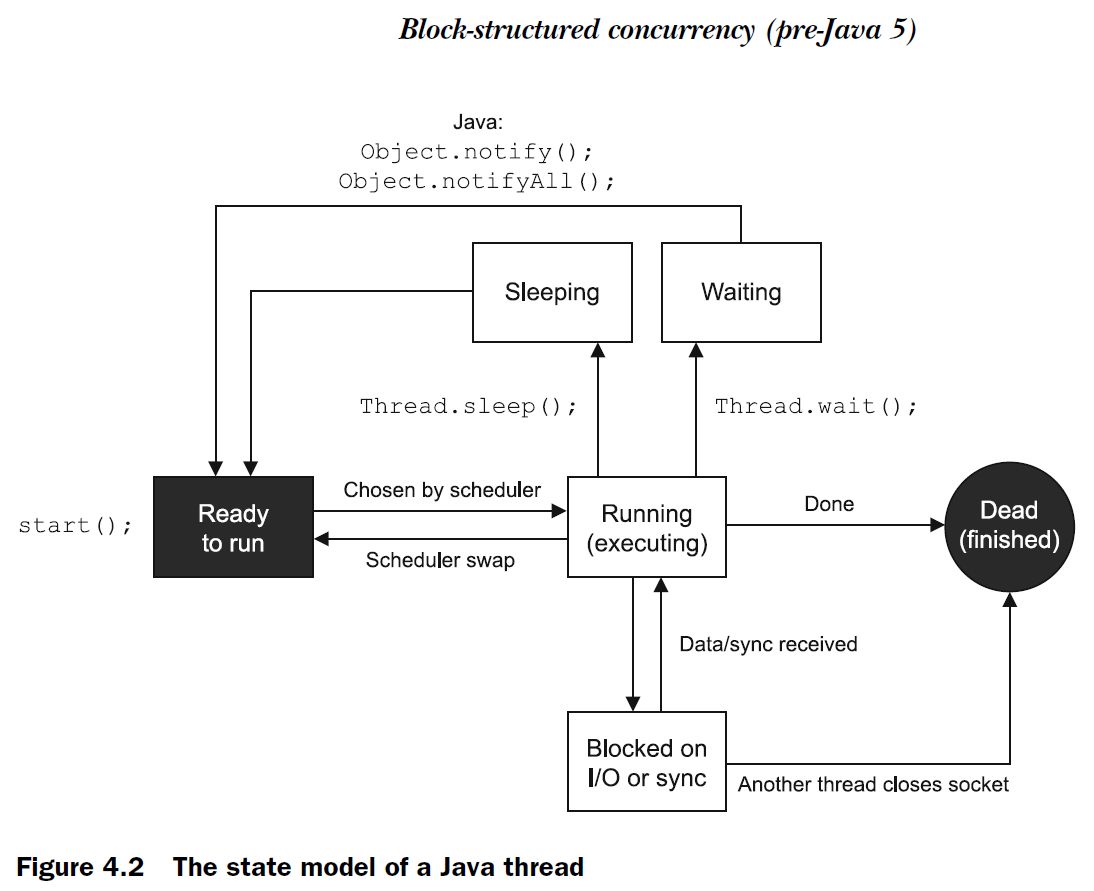 Block-structured concurrency (pre-Java 5)
Java:
Object.notify();
Object.notifyAll();
Sleeping
Waiting
Thread.sleep();
Thread.wait();
start();
Ready
to run
Chosen by scheduler
Scheduler swap
Running
(executing)
Done
Dead
(finished)
Data/sync received
Blocked on
I/O or sync
Another thread closes socket
Figure 4.2 The state model of a Java thread